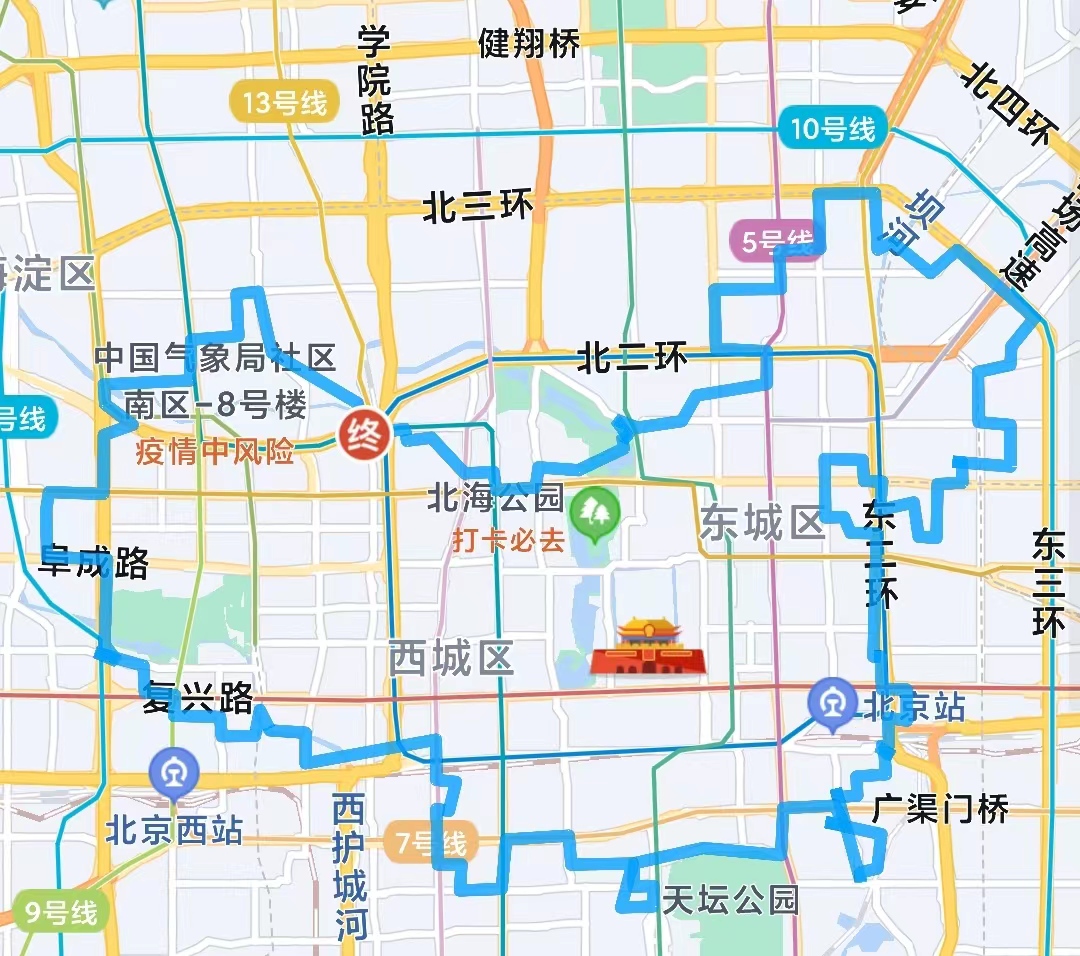 健翔桥
学院路
13号线
10号线
北四环
北三环
坝河
场高速
5号线
海淀区
中国气象局社区
南区-8号楼
疫情中风险
北二环
号线
终
北海公园
打卡必去
东城区
东二环
东三环
阜成路
西城区
复兴路
北京站
北京西站
西护城河
7号线
广渠门桥
天坛公园
9号线